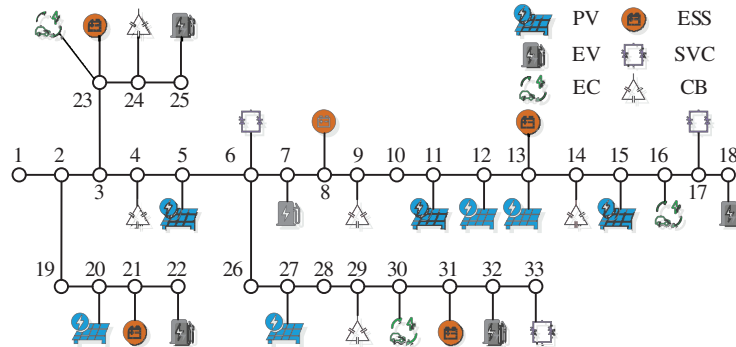 PV ESS
EV SVC
EC CB
23 24 25
1 2 3 4 5 6 7 8 9 10 11 12 13 14 15 16 17 18
19 20 21 22 26 27 28 29 30 31 32 33